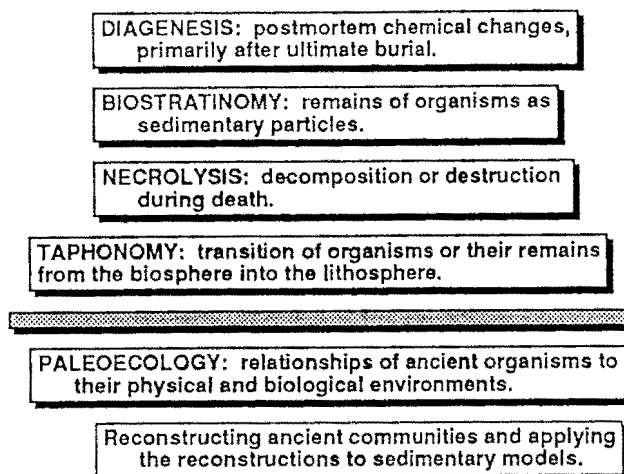 DIAGENESIS: postmortem chemical changes,
primarily after ultimate burial.
BIOSTRATINOMY: remains of organisms as
sedimentary particles.
NECROLYSIS: decomposition or destruction
during death.
TAPHONOMY: transition of organisms or their remains
from the biosphere into the lithosphere.
PALEOECOLOGY: relationships of ancient organisms to
their physical and biological environments.
Reconstructing ancient communities and applying
the reconstructions to sedimentary models.